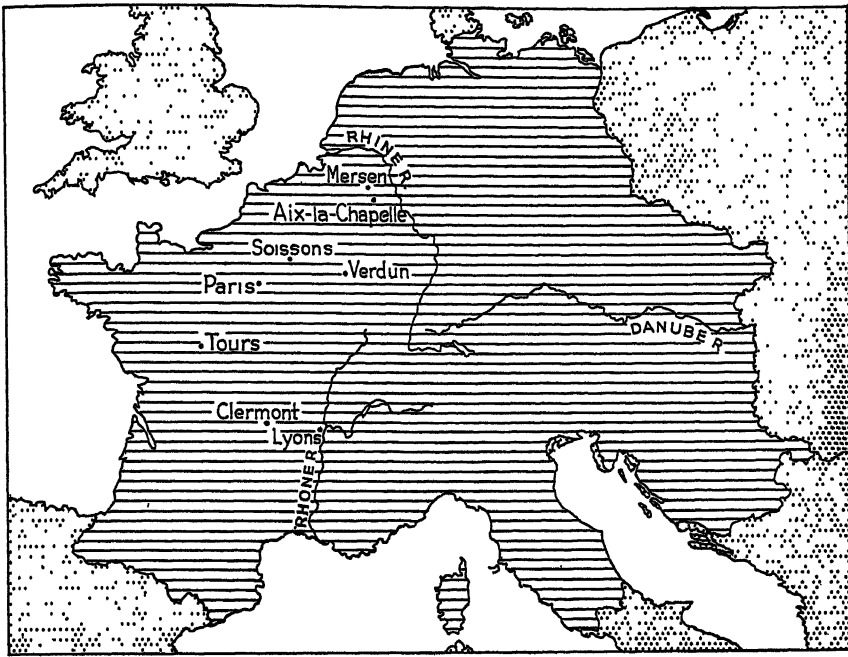 RHINE R.
Mersen
Aix-la-Chapelle
Soissons
Verdun
Paris
DANUBE R.
Tours
Clermont
Lyons
RHONE R.